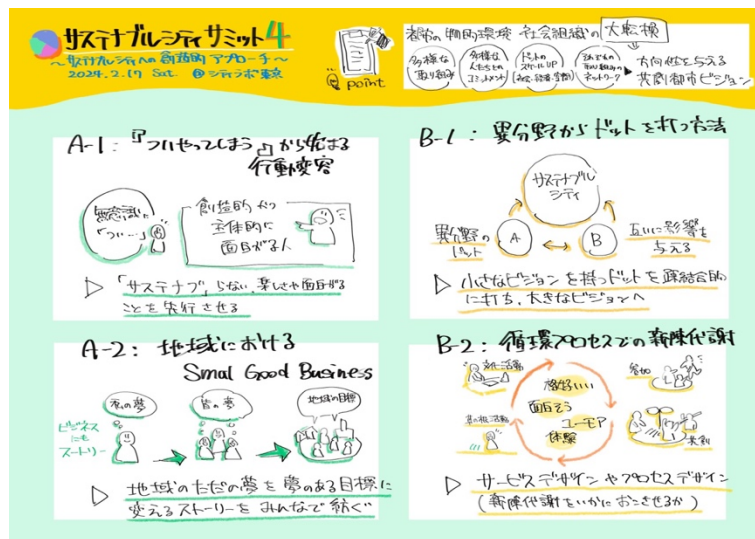 サステナブルシティサミット4
～サステナブルシティへの創造的アプローチ～
2024.2.17 Sat. @シティラボ東京
point
都市の物的環境・社会組織の大転換
多様な
取り組み
多様な
人たちの
コミットメント
ドットの
スケールUP
それぞれの
取り組みの
ネットワーク
方向性を与える
共創都市ビジョン
A-1:『ついやってしまう』から始まる
行動変容
無意識に
「つい…」
創造的かつ
主体的に
面白がる人
▷「サステナブ」らない、楽しさや面白がる
ことを先行させる
B-1: 異分野からドットを打つ方法
サステナブル
シティ
異分野の
ドット
A
B
互いに影響を
与える
▷ 小さなビジョンを持つドットを疎結合的
に打ち、大きなビジョンへ
A-2: 地域における
Smal Good Business
私の夢
皆の夢
地域の目標
ビジネス
にも
ストーリー
▷ 地域のただの夢を夢のある目標に
変えるストーリーをみんなで紡ぐ
B-2: 循環プロセスでの新陳代謝
格好いい
面白そう
ユーモア
体験
参加
共創
▷ サービスデザインやプロセスデザイン
(新陳代謝をいかにおこさせるか)